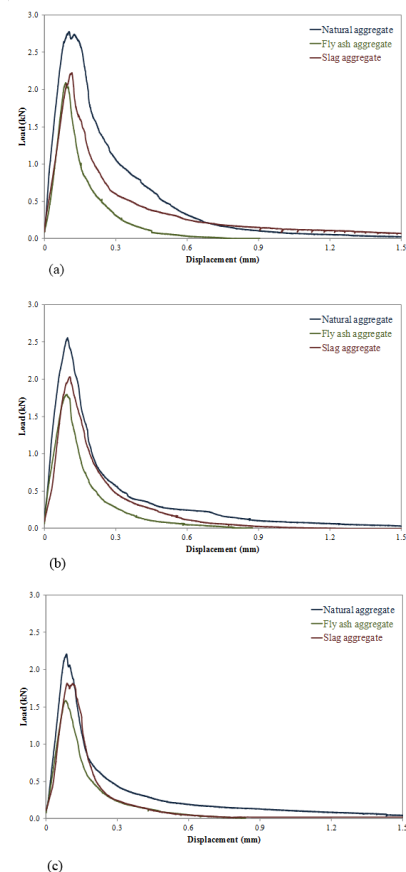 3.0
2.5
2.0
1.5
1.0
0.5
0.0
Load (kN)
Natural aggregate
Fly ash aggregate
Slag aggregate
0 0.3 0.6 0.9 1.2 1.5
Displacement (mm)
(a)
3.0
2.5
2.0
1.5
1.0
0.5
0.0
Load (kN)
Natural aggregate
Fly ash aggregate
Slag aggregate
0 0.3 0.6 0.9 1.2 1.5
Displacement (mm)
(b)
3.0
2.5
2.0
1.5
1.0
0.5
0.0
Load (kN)
Natural aggregate
Fly ash aggregate
Slag aggregate
0 0.3 0.6 0.9 1.2 1.5
Displacement (mm)
(c)